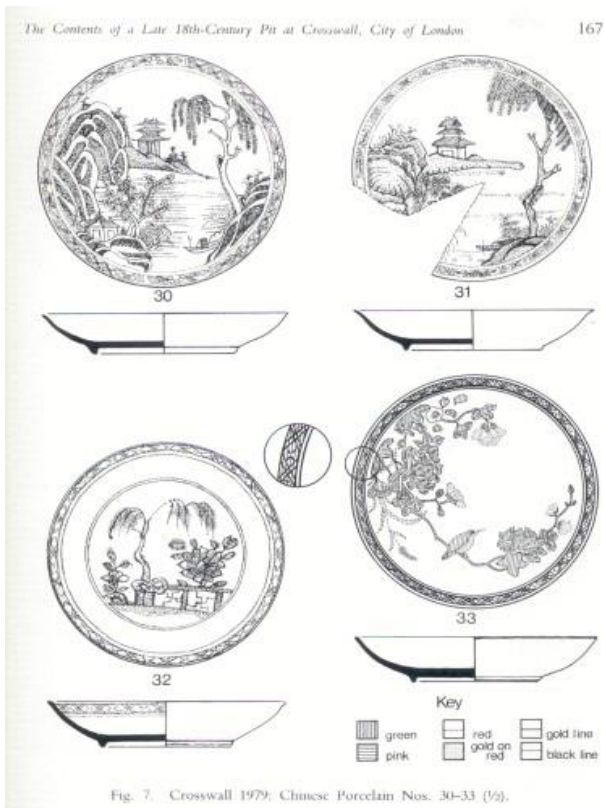 The Contents of a Late 18th-Century Pit at Crosswall, City of London 167
30
31
32
33
Key
green
red
gold line
pink
gold on
red
black line
Fig. 7. Crosswall 1979: Chinese Porcelain Nos. 30–33 (½).